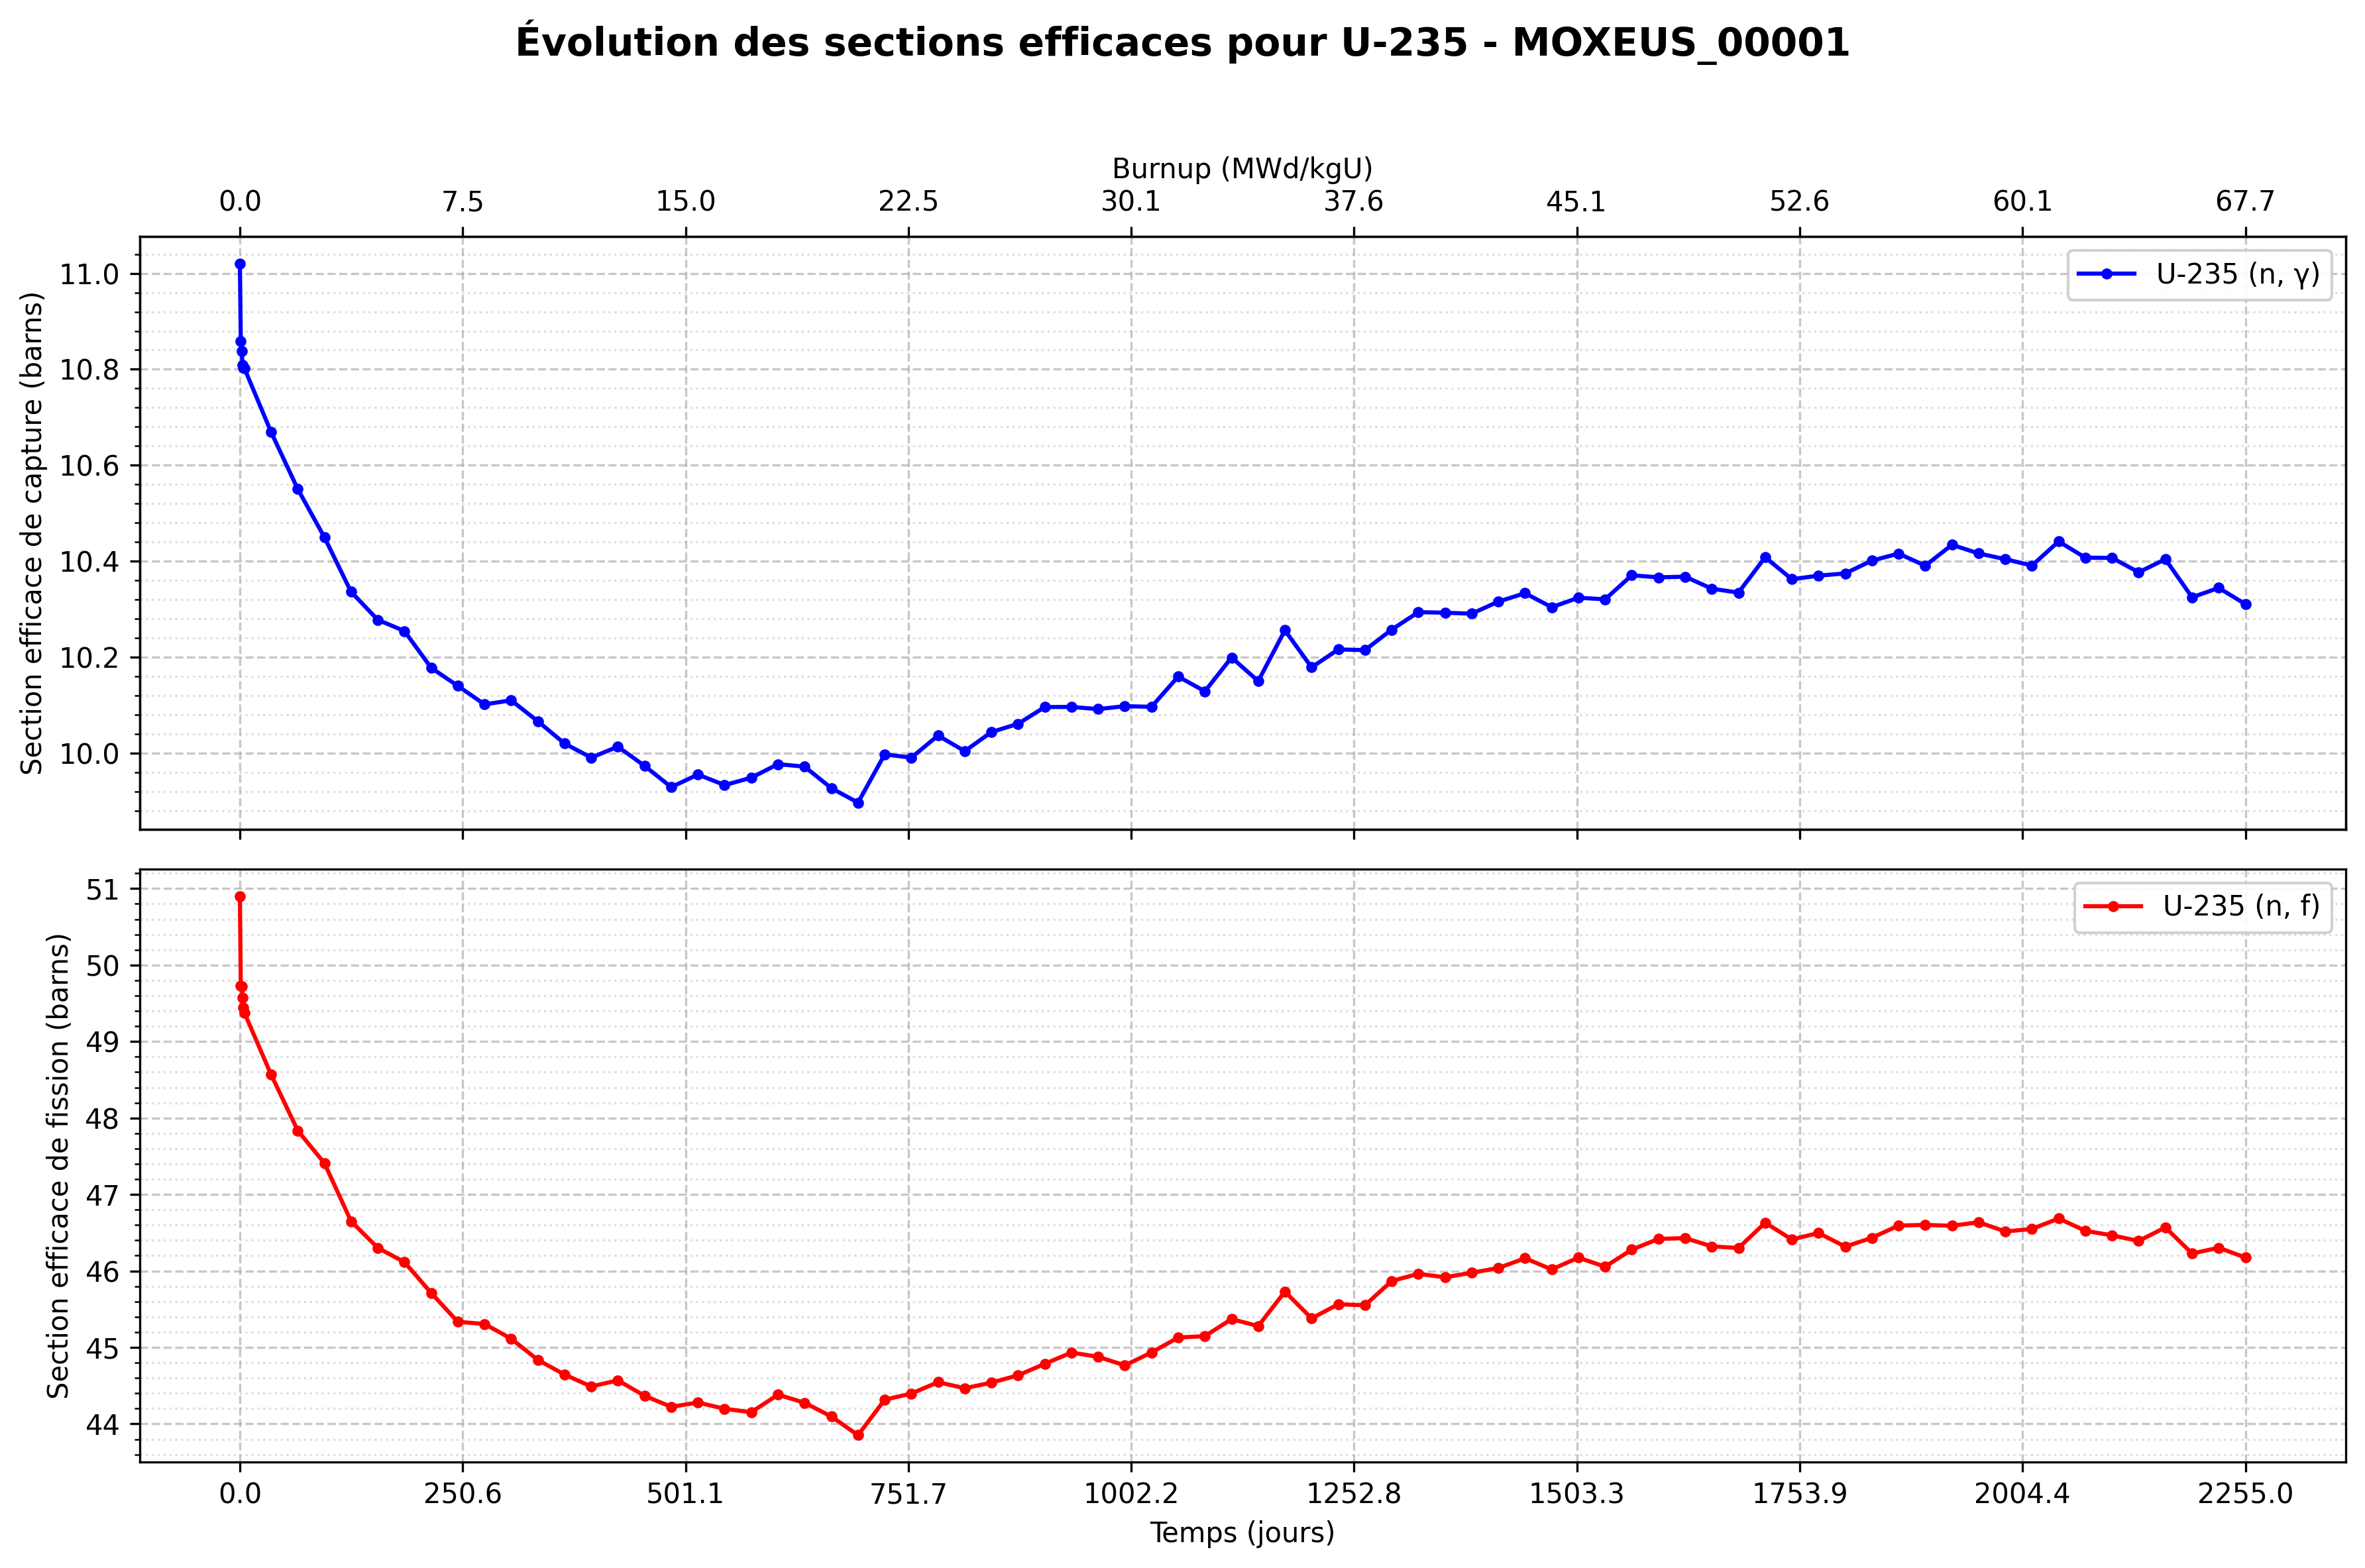 Évolution des sections efficaces pour U-235 - MOXEUS_00001
Burnup (MWd/kgU)
0.0 7.5 15.0 22.5 30.1 37.6 45.1 52.6 60.1 67.7
Section efficace de capture (barns)
11.0
10.8
10.6
10.4
10.2
10.0
U-235 (n, γ)
Section efficace de fission (barns)
51
50
49
48
47
46
45
44
U-235 (n, f)
0.0 250.6 501.1 751.7 1002.2 1252.8 1503.3 1753.9 2004.4 2255.0
Temps (jours)